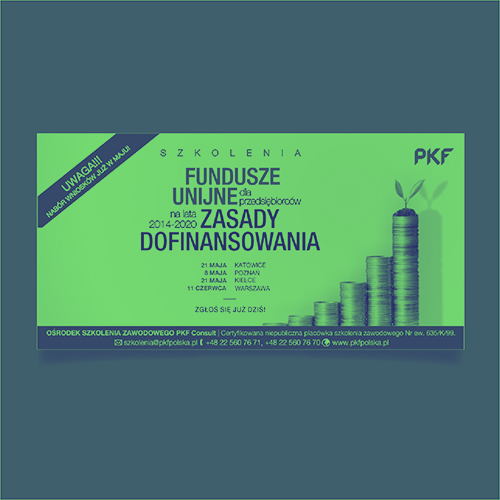 UWAGA!!!
NABÓR WNIOSKÓW JUŻ W MAJU!
SZKOLENIA
PKF
FUNDUSZE
UNIJNE dla przedsiębiorców
na lata 2014-2020 ZASADY
DOFINANSOWANIA
21 MAJA KATOWICE
8 MAJA POZNAŃ
21 MAJA KIELCE
11 CZERWCA WARSZAWA
ZGŁOŚ SIĘ JUŻ DZIŚ!
OŚRODEK SZKOLENIA ZAWODOWEGO PKF Consult | Certyfikowana niepubliczna placówka szkolenia zawodowego Nr ew. 635/K/99.
szkolenia@pkfpolska.pl +48 22 560 76 71, +48 22 560 76 70 www.pkfpolska.pl